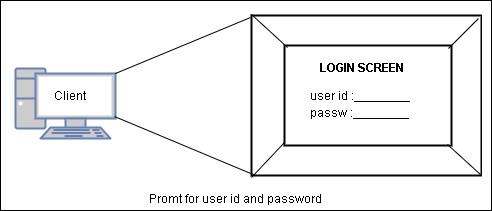 Client
LOGIN SCREEN
user id :________
passw :________
Promt for user id and password